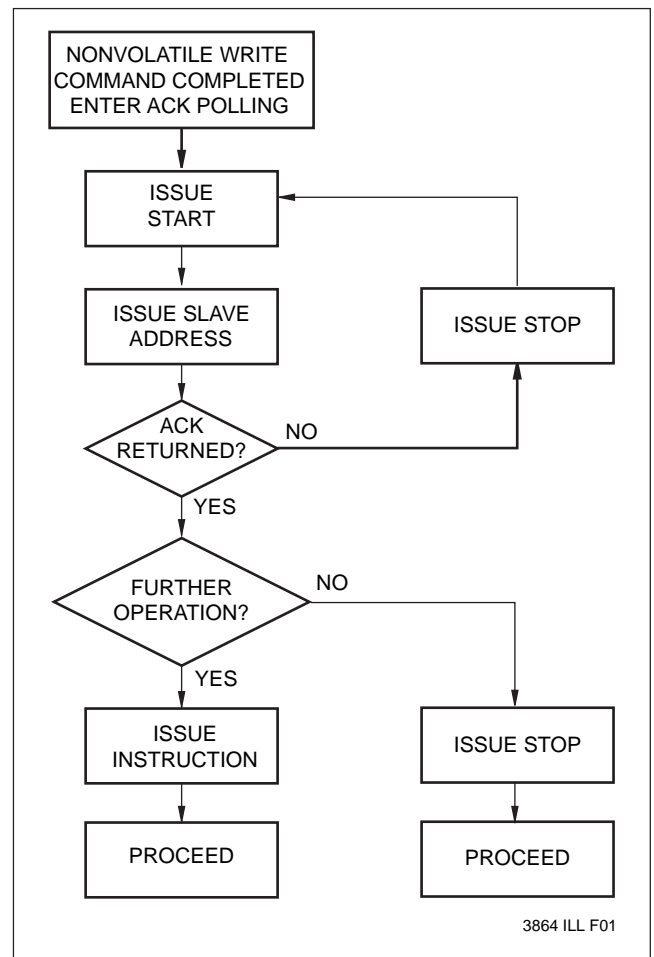 NONVOLATILE WRITE
COMMAND COMPLETED
ENTER ACK POLLING
ISSUE
START
ISSUE SLAVE
ADDRESS
ISSUE STOP
ACK
RETURNED?
NO
YES
FURTHER
OPERATION?
NO
YES
ISSUE
INSTRUCTION
ISSUE STOP
PROCEED
PROCEED
3864 ILL F01